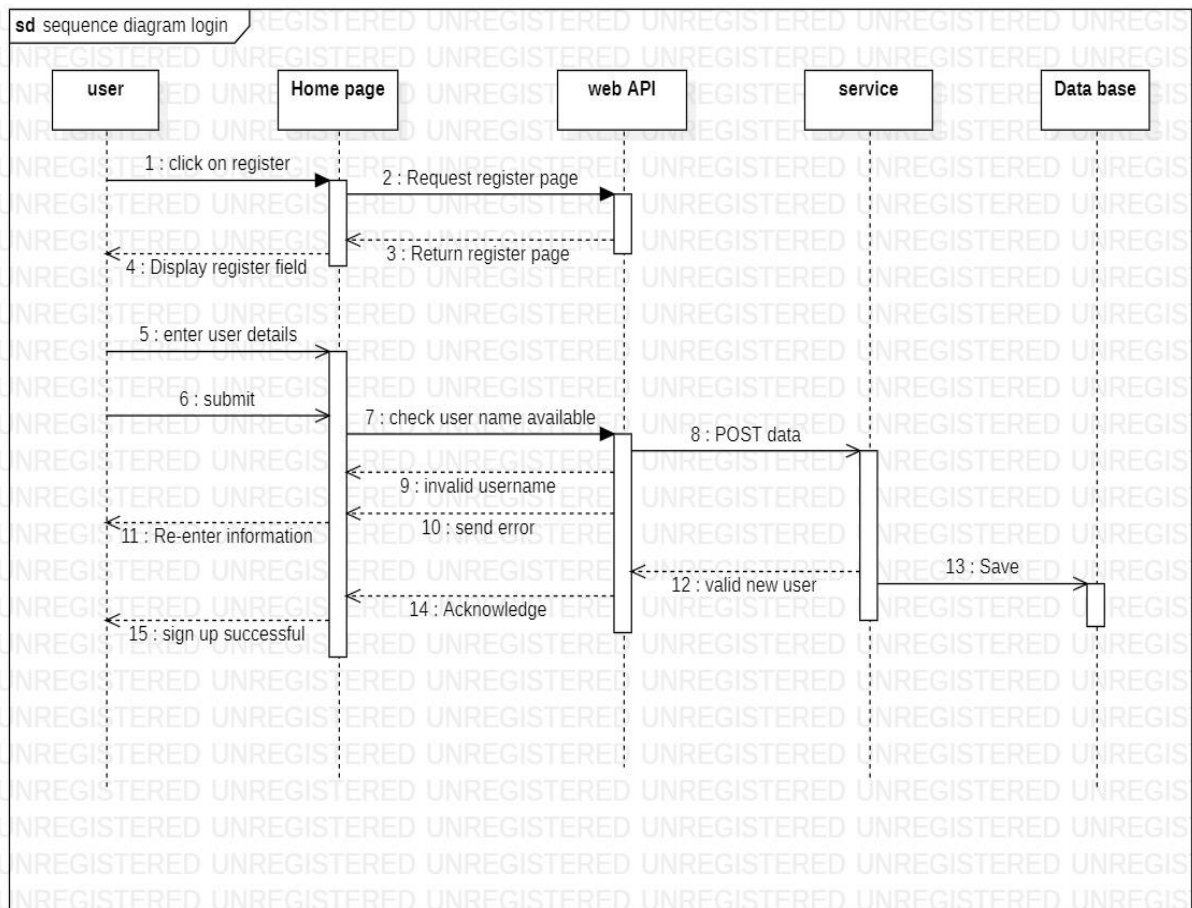 sd sequence diagram login
user
Home page
web API
service
Data base
1 : click on register
2 : Request register page
3 : Return register page
4 : Display register field
5 : enter user details
6 : submit
7 : check user name available
8 : POST data
9 : invalid username
10 : send error
11 : Re-enter information
12 : valid new user
13 : Save
14 : Acknowledge
15 : sign up successful
UNREGISTERED